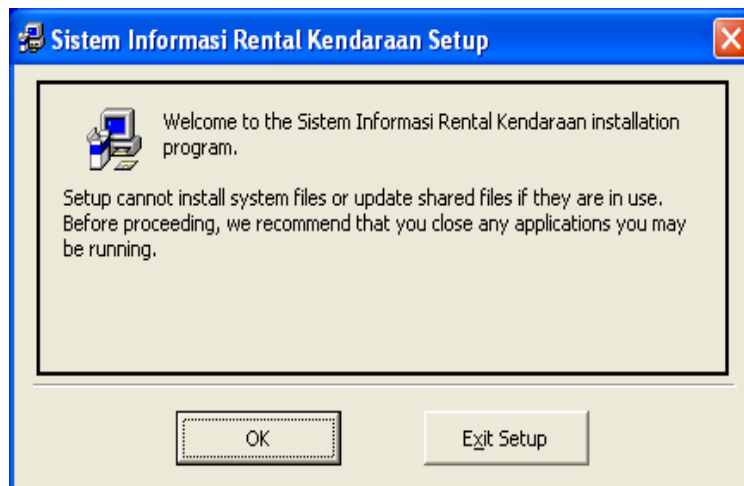 Sistem Informasi Rental Kendaraan Setup
Welcome to the Sistem Informasi Rental Kendaraan installation
program.
Setup cannot install system files or update shared files if they are in use.
Before proceeding, we recommend that you close any applications you may
be running.
OK
Exit Setup